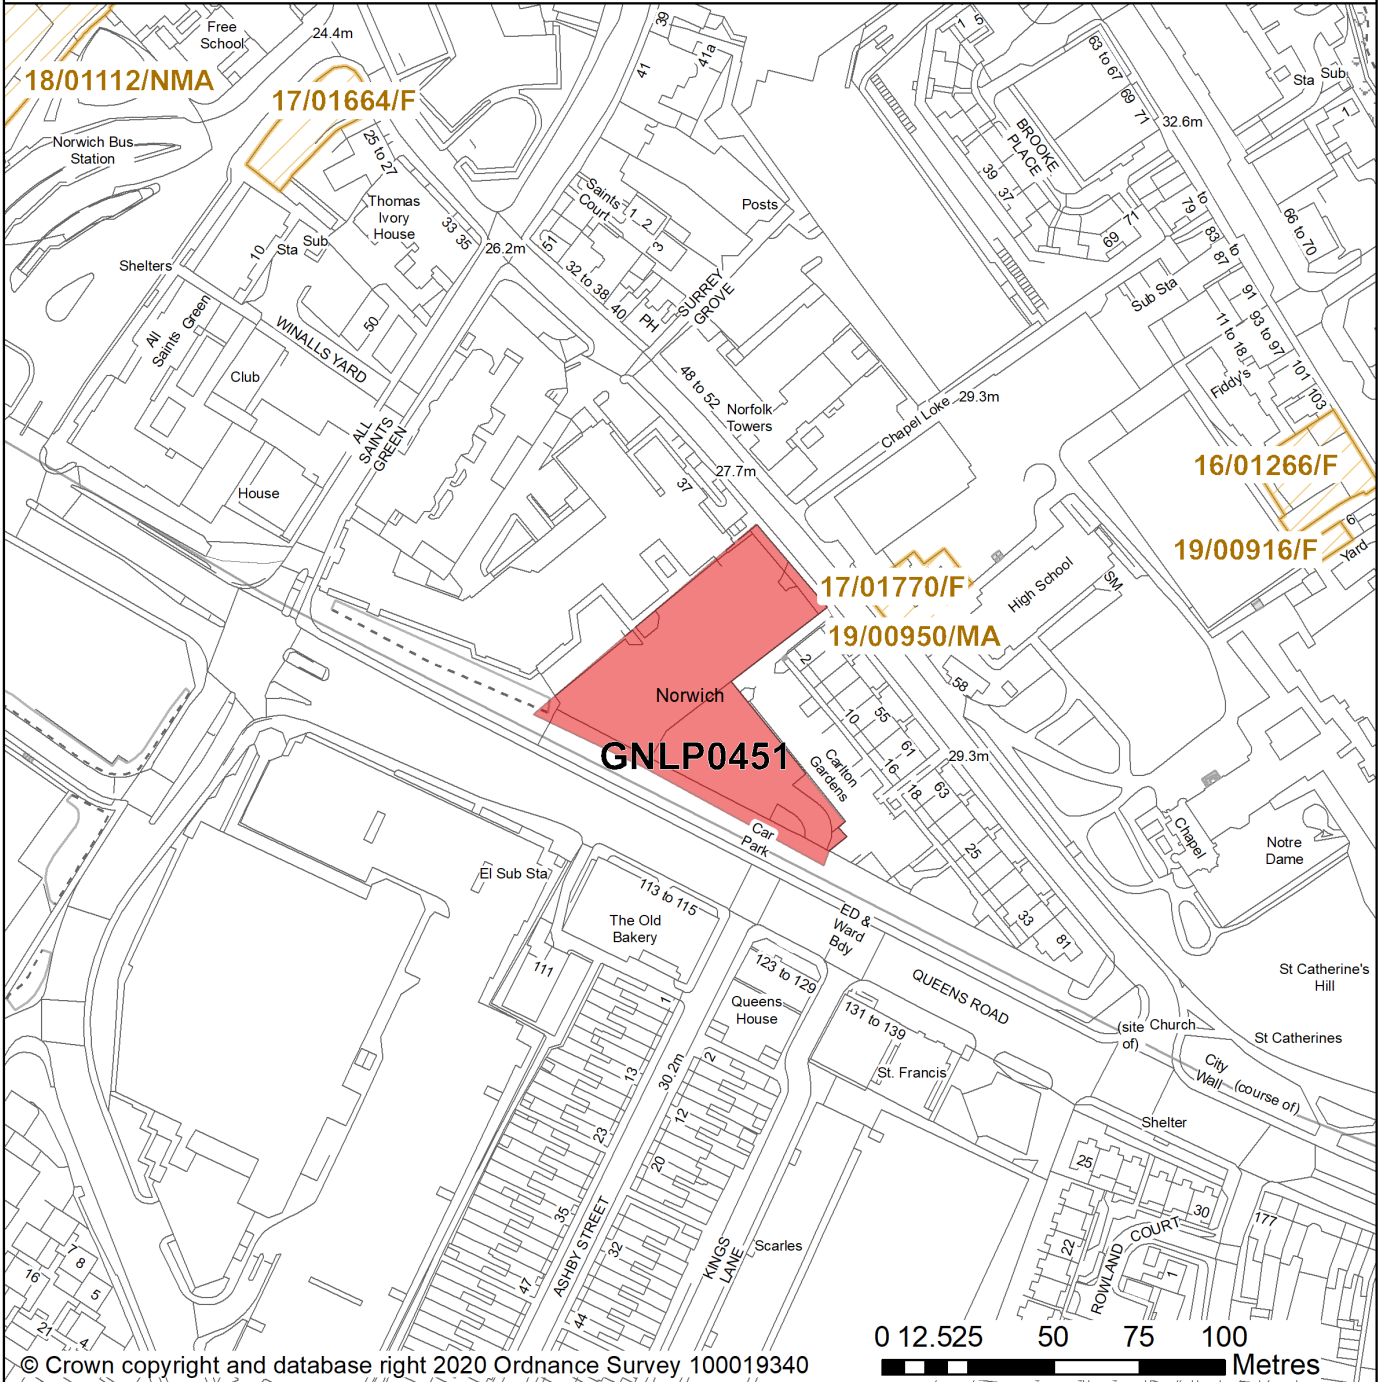 Free
School
24.4m
39
41
41a
1
5
63 to 67
69
71
32.6m
Sta
Sub
1
18/01112/NMA
17/01664/F
Norwich Bus
Station
25 to 27
Thomas
Ivory
House
33
35
26.2m
Saints
Court
1
2
3
51
32 to 38
40
PH
SURREY
GROVE
Posts
BROOKE
PLACE
39
37
69
71
to
79
83
to
87
66 to 70
Shelters
10
Sta
Sub
50
All
Saints
Green
WINALLS YARD
Club
ALL
SAINTS
GREEN
House
Sub Sta
91
93 to 97
11 to 18
Fiddy's
101
103
48 to 52
Norfolk
Towers
Chapel Loke
29.3m
27.7m
37
16/01266/F
19/00916/F
6
Yard
17/01770/F
19/00950/MA
High School
SM
2
58
Norwich
GNLP0451
10
55
61
16
18
63
Carlton
Gardens
29.3m
25
33
81
Chapel
Notre
Dame
Car
Park
El Sub Sta
113 to 115
The Old
Bakery
111
ED &
Ward
Bdy
123 to 129
Queens
House
QUEENS ROAD
131 to 139
St. Francis
St Catherine's
Hill
St Catherines
(site
of)
Church
City
Wall
(course of)
Shelter
1
13
30.2m
2
12
23
20
35
32
47
44
ASHBY STREET
KINGS
LANE
Scarles
25
30
22
ROWLAND
COURT
1
177
7
8
16
5
21
4
0 12.5 25 50 75 100
Metres
© Crown copyright and database right 2020 Ordnance Survey 100019340